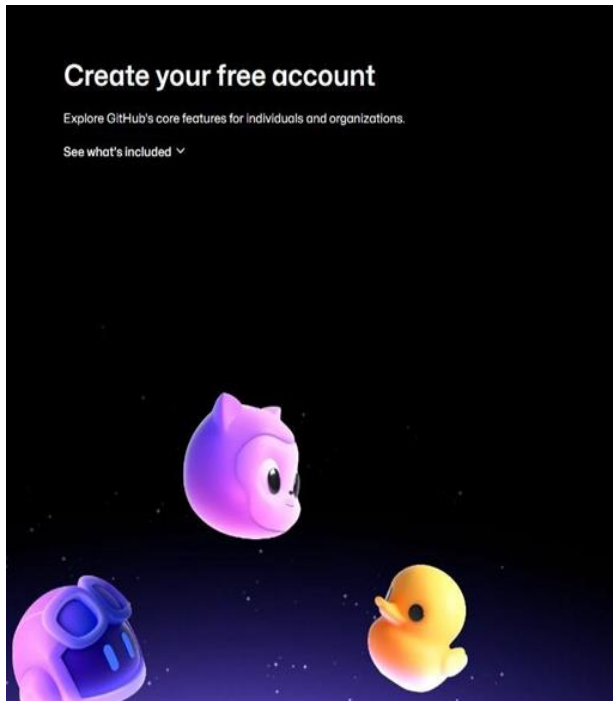 Create your free account
Explore GitHub's core features for individuals and organizations.
See what's included